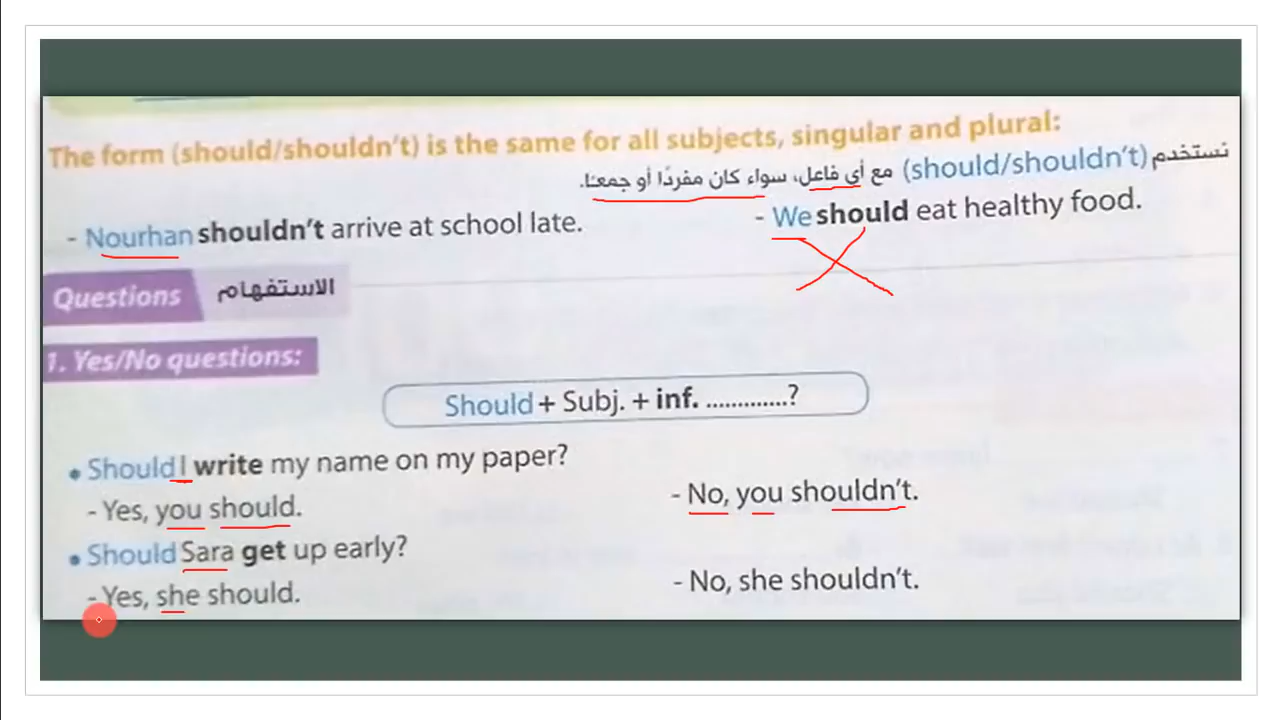 The form (should/shouldn't) is the same for all subjects, singular and plural:
نستخدم (should/shouldn't) مع أي فاعل، سواء كان مفردًا أو جمعًا.
- Nourhan shouldn't arrive at school late.
- We should eat healthy food.
Questions الاستفهام
1. Yes/No questions:
Should + Subj. + inf. .............?
• Should I write my name on my paper?
- Yes, you should.
- No, you shouldn't.
• Should Sara get up early?
- Yes, she should.
- No, she shouldn't.